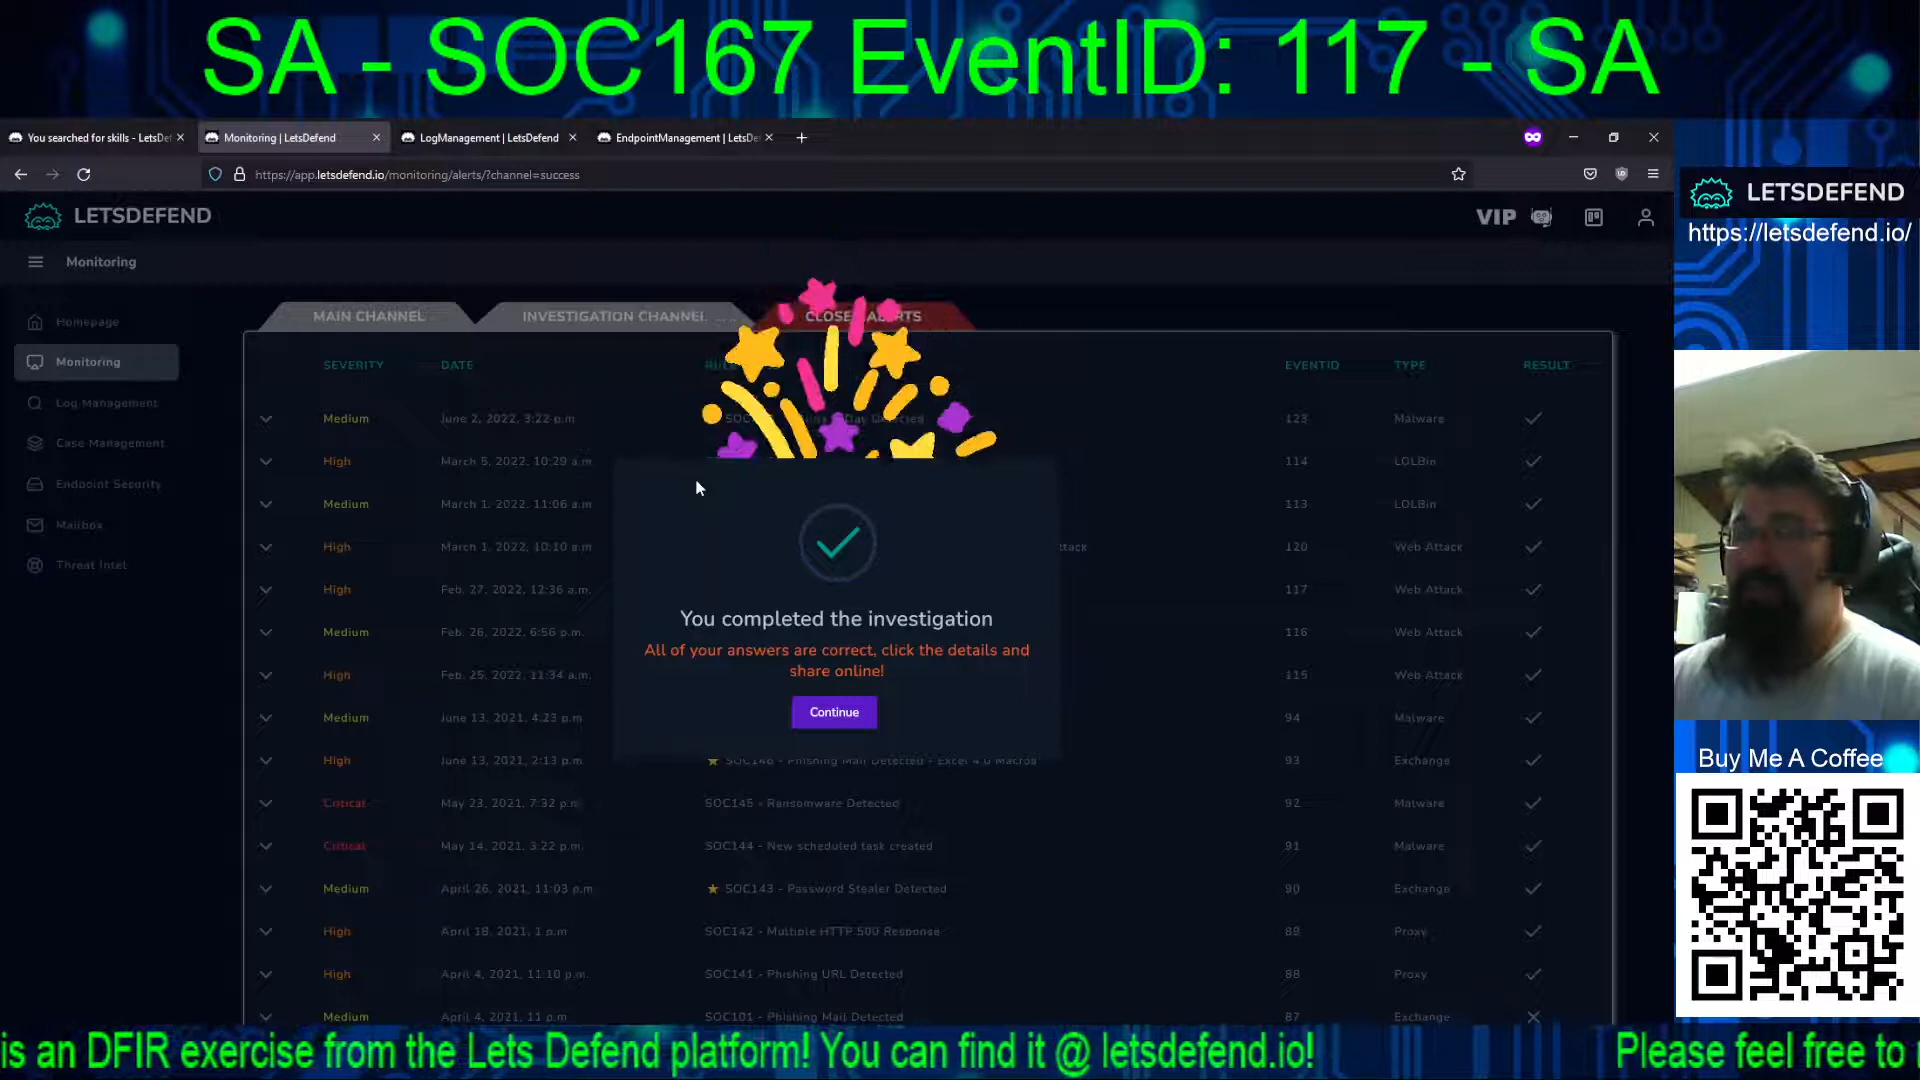 SA - SOC167 EventID: 117 - SA
You searched for skills - LetsDe
Monitoring | LetsDefend
LogManagement | LetsDefend
EndpointManagement | LetsDe
https://app.letsdefend.io/monitoring/alerts/?channel=success
LETSDEFEND
VIP
LETSDEFEND
https://letsdefend.io/
Monitoring
Homepage
Monitoring
Log Management
Case Management
Endpoint Security
Mailbox
Threat Intel
MAIN CHANNEL
INVESTIGATION CHANNEL
SEVERITY DATE EVENTID TYPE RESULT
Medium June 2, 2022, 3:22 p.m 123 Malware
High March 5, 2022, 10:29 a.m 114 LOLBin
Medium March 1, 2022, 11:06 a.m 113 LOLBin
High March 1, 2022, 10:10 a.m ttack 120 Web Attack
High Feb. 27, 2022, 12:36 a.m. 117 Web Attack
Medium Feb. 26, 2022, 6:56 p.m. 116 Web Attack
High Feb. 25, 2022, 11:34 a.m. 115 Web Attack
Medium June 13, 2021, 4:23 p.m 94 Malware
High June 13, 2021, 2:13 p.m. SOC146 - Phishing Mail Detected - Excel 4.0 Macros 93 Exchange
Critical May 23, 2021, 7:32 p.m SOC145 - Ransomware Detected 92 Malware
Critical May 14, 2021, 3:22 p.m. SOC144 - New scheduled task created 91 Malware
Medium April 26, 2021, 11:03 p.m SOC143 - Password Stealer Detected 90 Exchange
High April 18, 2021, 1 p.m SOC142 - Multiple HTTP 500 Response 89 Proxy
High April 4, 2021, 11:10 p.m. SOC141 - Phishing URL Detected 88 Proxy
Medium April 4, 2021, 11 p.m SOC101 - Phishing Mail Detected 87 Exchange
You completed the investigation
All of your answers are correct, click the details and
share online!
Continue
Buy Me A Coffee
is an DFIR exercise from the Lets Defend platform! You can find it @ letsdefend.io!
Please feel free to